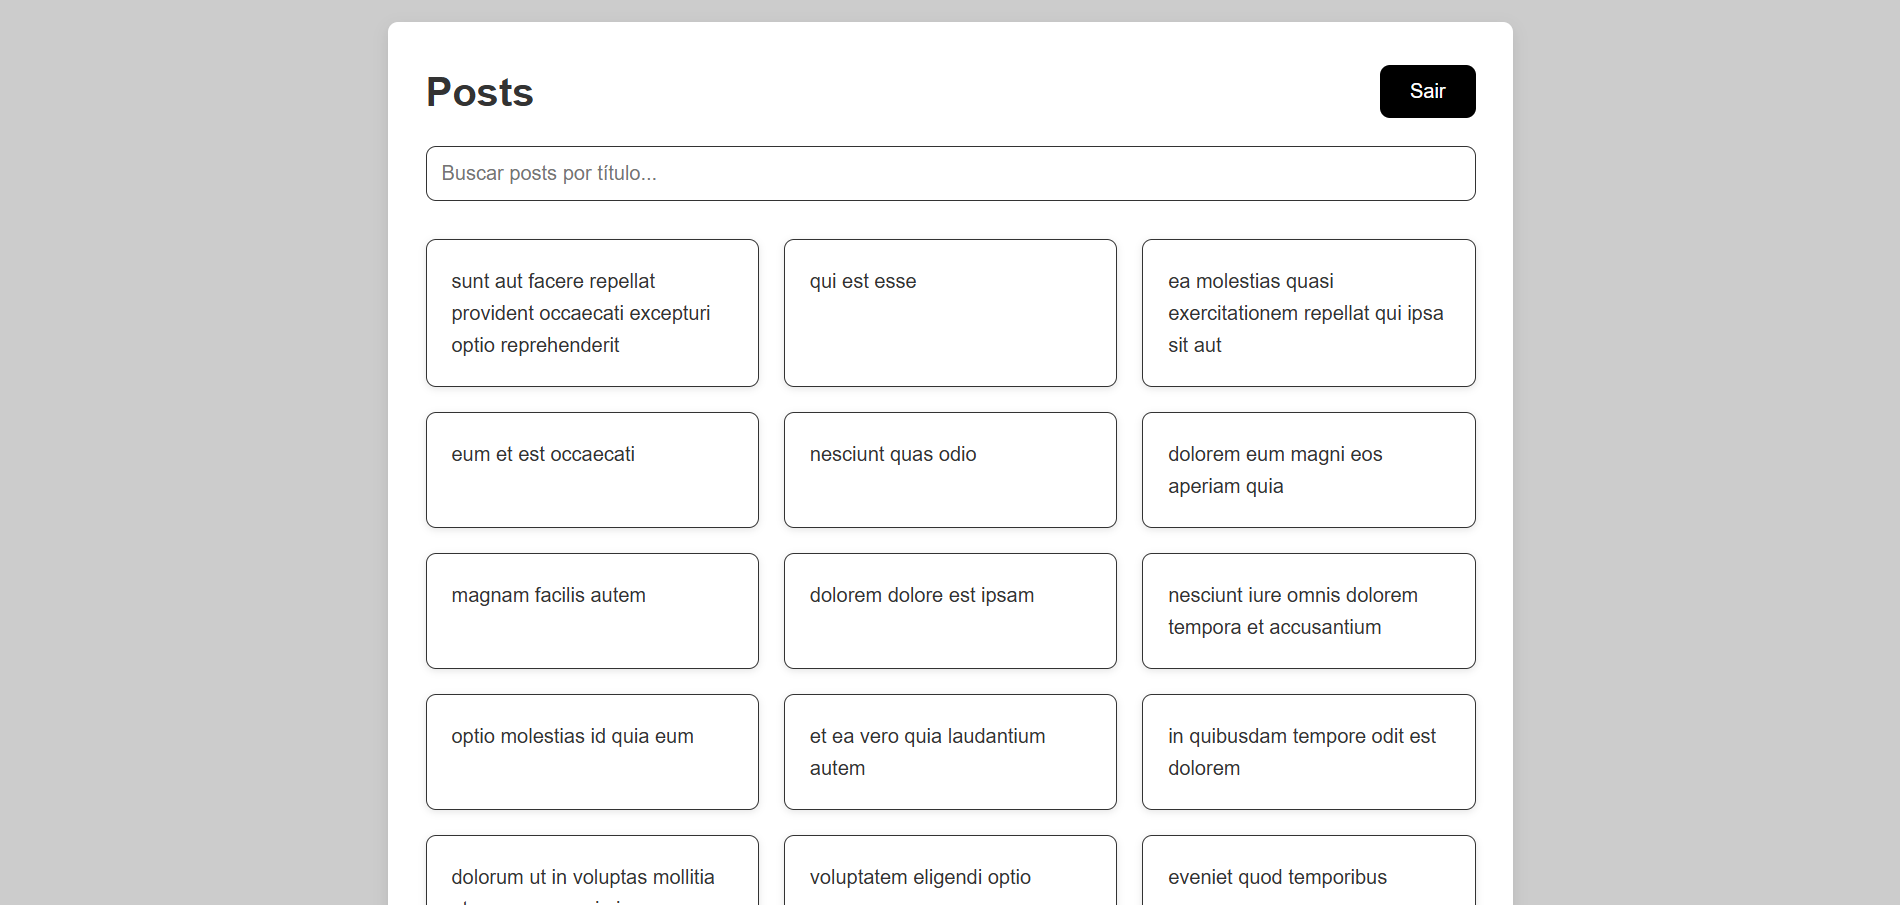 Posts
Sair
Buscar posts por título...
sunt aut facere repellat
provident occaecati excepturi
optio reprehenderit
qui est esse
ea molestias quasi
exercitationem repellat qui ipsa
sit aut
eum et est occaecati
nesciunt quas odio
dolorem eum magni eos
aperiam quia
magnam facilis autem
dolorem dolore est ipsam
nesciunt iure omnis dolorem
tempora et accusantium
optio molestias id quia eum
et ea vero quia laudantium
autem
in quibusdam tempore odit est
dolorem
dolorum ut in voluptas mollitia
voluptatem eligendi optio
eveniet quod temporibus